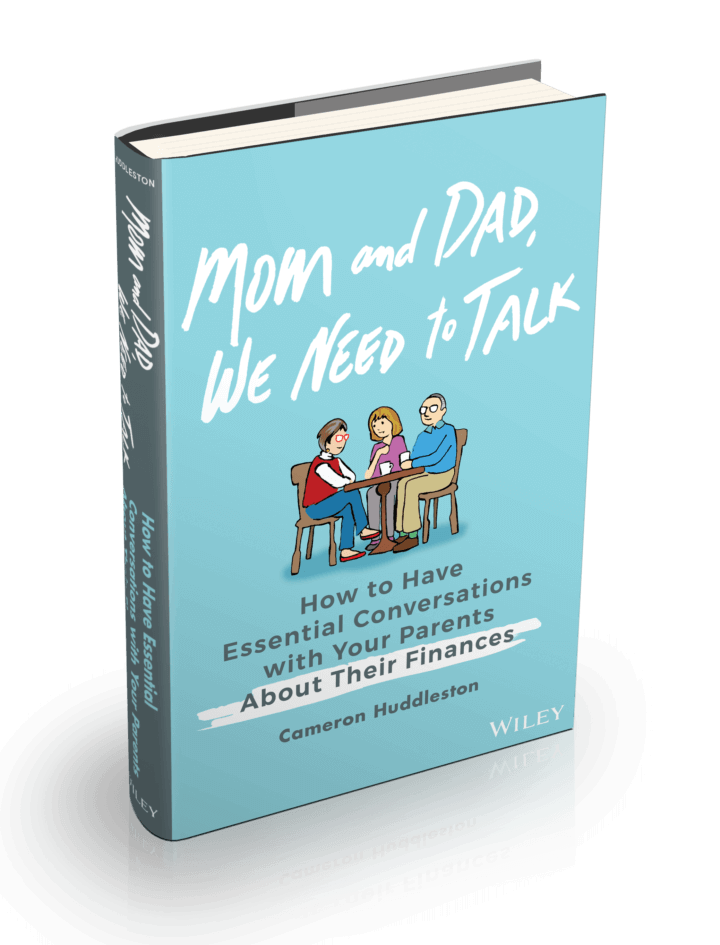 Mom and DAD,
WE NEED to TALK
How to Have
Essential Conversations
with Your Parents
About Their Finances
Cameron Huddleston
WILEY
HUDDLESTON
Mom and DAD,
WE NEED to TALK
How to Have Essential
Conversations with Your Parents
WILEY